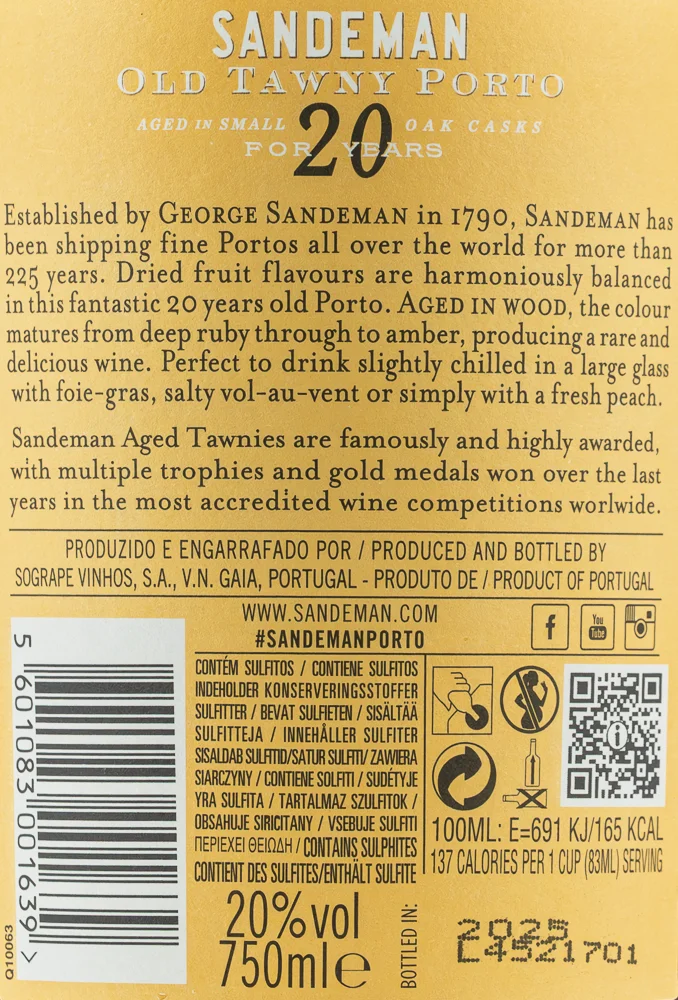 SANDEMAN
OLD TAWNY PORTO
AGED IN SMALL 20 OAK CASKS
FOR YEARS
Established by GEORGE SANDEMAN in 1790, SANDEMAN has
been shipping fine Portos all over the world for more than
225 years. Dried fruit flavours are harmoniously balanced
in this fantastic 20 years old Porto. AGED IN WOOD, the colour
matures from deep ruby through to amber, producing a rare and
delicious wine. Perfect to drink slightly chilled in a large glass
with foie-gras, salty vol-au-vent or simply with a fresh peach.
Sandeman Aged Tawnies are famously and highly awarded,
with multiple trophies and gold medals won over the last
years in the most accredited wine competitions worlwide.
PRODUZIDO E ENGARRAFADO POR / PRODUCED AND BOTTLED BY
SOGRAPE VINHOS, S.A., V.N. GAIA, PORTUGAL - PRODUTO DE / PRODUCT OF PORTUGAL
WWW.SANDEMAN.COM
#SANDEMANPORTO
f
You
Tube
CONTÉM SULFITOS / CONTIENE SULFITOS
INDEHOLDER KONSERVERINGSSTOFFER
SULFITTER / BEVAT SULFIETEN / SISÄLTÄÄ
SULFITTEJA / INNEHÅLLER SULFITER
SISALDAB SULFITID/SATUR SULFITI/ ZAWIERA
SIARCZYNY / CONTIENE SOLFITI / SUDĖTYJE
YRA SULFITA / TARTALMAZ SZULFITOK /
OBSAHUJE SIRICITANY / VSEBUJE SULFITI
ΠΕΡΙΕΧΕΙ ΘΕΙΩΔΗ / CONTAINS SULPHITES
CONTIENT DES SULFITES/ENTHÄLT SULFITE
i
100ML: E=691 KJ/165 KCAL
137 CALORIES PER 1 CUP (83ML) SERVING
20%vol
750ml e
BOTTLED IN:
2025
L4521701
5 601083 001639 >
Q10063